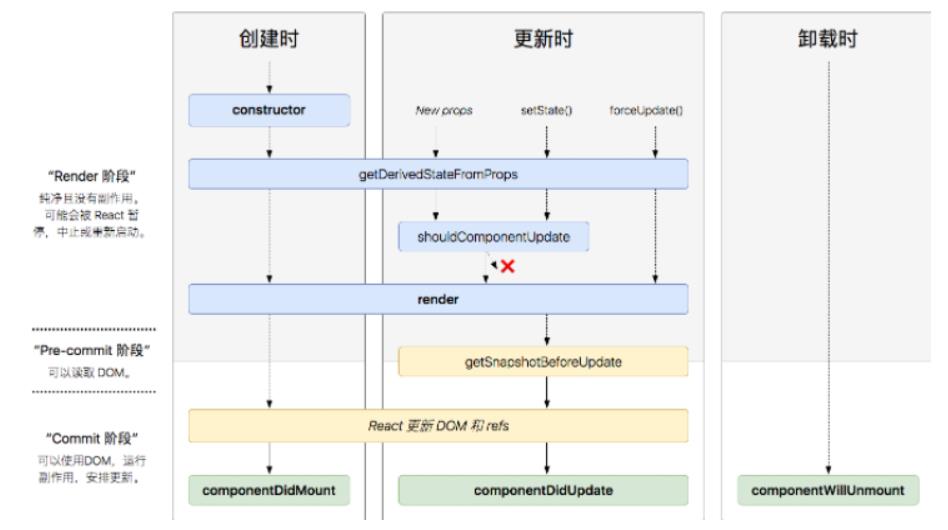 创建时
更新时
卸载时
constructor
New props
setState()
forceUpdate()
"Render 阶段"
纯净且没有副作用。
可能会被 React 暂
停，中止或重新启动。
getDerivedStateFromProps
shouldComponentUpdate
render
"Pre-commit 阶段"
可以读取 DOM。
getSnapshotBeforeUpdate
"Commit 阶段"
可以使用DOM，运行
副作用，安排更新。
React 更新 DOM 和 refs
componentDidMount
componentDidUpdate
componentWillUnmount